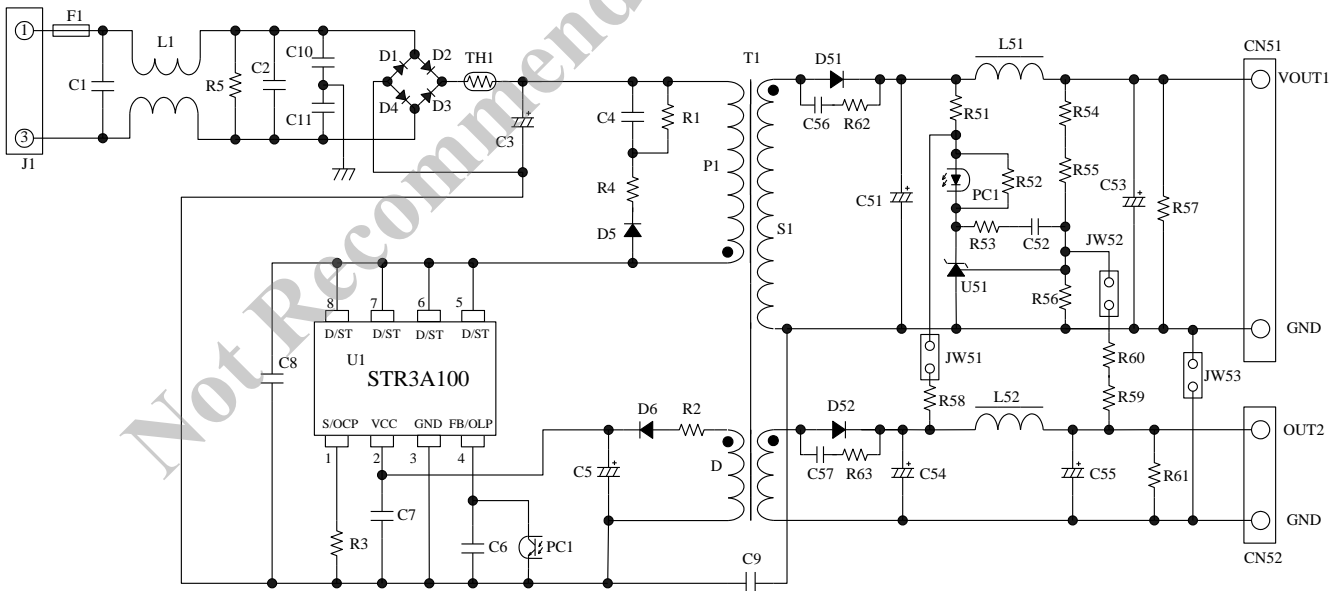 Not Recommend
1
F1
L1
C1
R5
C2
C10
C11
3
J1
D1
D2
D4
D3
TH1
C3
C4
R1
R4
D5
P1
T1
S1
D51
C56
R62
C51
L51
R51
PC1
R52
R53
C52
U51
R54
R55
R56
JW52
C53
R57
CN51
VOUT1
GND
8
7
6
5
D/ST
D/ST
D/ST
D/ST
U1
STR3A100
S/OCP
VCC
GND
FB/OLP
1
2
3
4
C8
R3
C7
C6
PC1
C5
D6
R2
D
C9
D52
C57
R63
C54
JW51
R58
L52
R60
R59
C55
R61
JW53
OUT2
GND
CN52